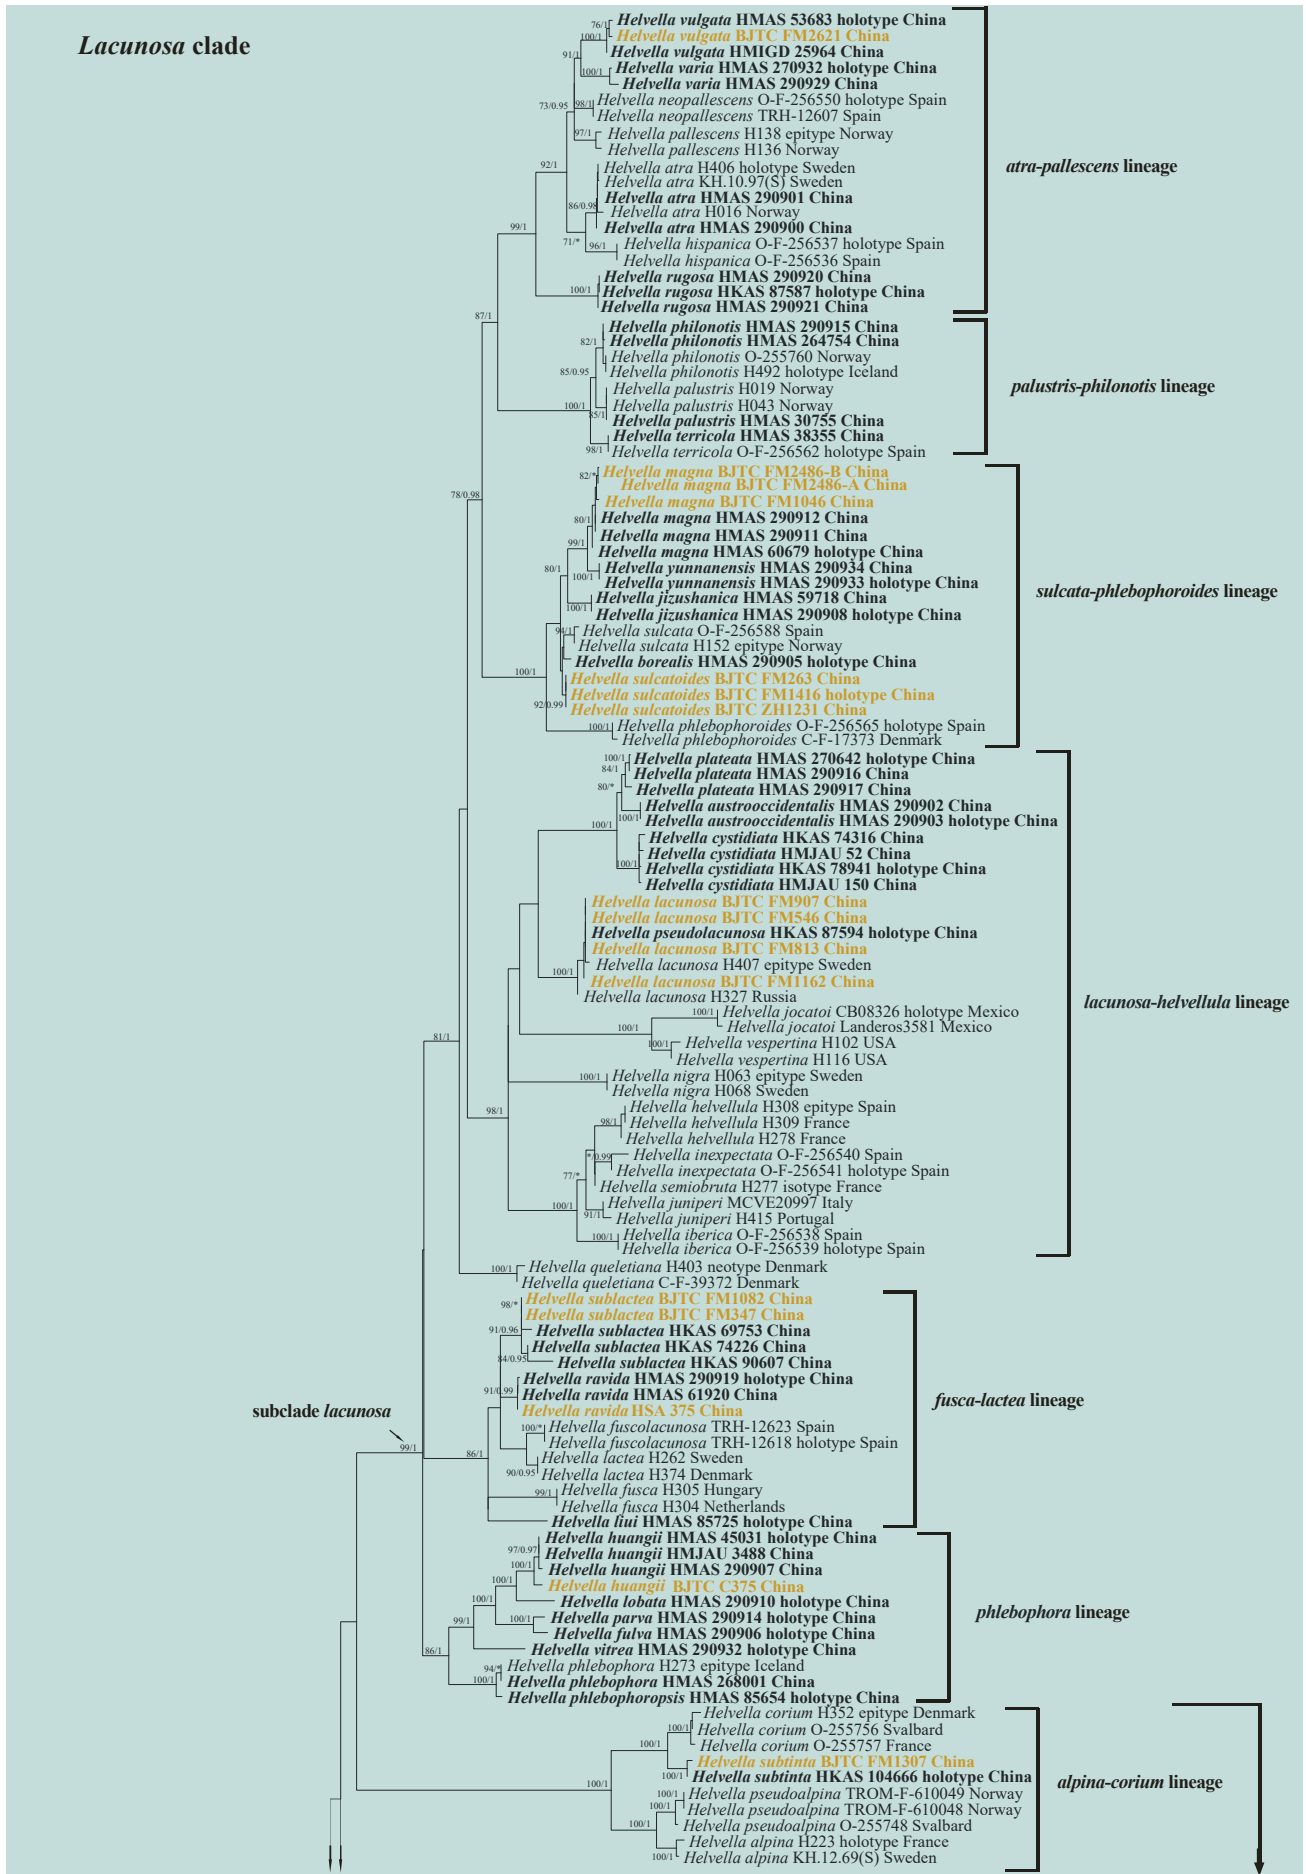 Lacunosa clade
76/1
Helvella vulgata HMAS 53683 holotype China
100/1
Helvella vulgata BJTC FM2621 China
Helvella vulgata HMIGD 25964 China
91/1
Helvella varia HMAS 270932 holotype China
100/1
Helvella varia HMAS 290929 China
73/0.95
98/1
Helvella neopallescens O-F-256550 holotype Spain
Helvella neopallescens TRH-12607 Spain
97/1
Helvella pallescens H138 epitype Norway
Helvella pallescens H136 Norway
92/1
Helvella atra H406 holotype Sweden
Helvella atra KH.10.97(S) Sweden
Helvella atra HMAS 290901 China
86/0.98
Helvella atra H016 Norway
Helvella atra HMAS 290900 China
71/*
96/1
Helvella hispanica O-F-256537 holotype Spain
Helvella hispanica O-F-256536 Spain
99/1
Helvella rugosa HMAS 290920 China
100/1
Helvella rugosa HKAS 87587 holotype China
Helvella rugosa HMAS 290921 China
atra-pallescens lineage
87/1
Helvella philonotis HMAS 290915 China
82/1
Helvella philonotis HMAS 264754 China
Helvella philonotis O-255760 Norway
Helvella philonotis H492 holotype Iceland
85/0.95
Helvella palustris H019 Norway
100/1
Helvella palustris H043 Norway
85/1
Helvella palustris HMAS 30755 China
Helvella terricola HMAS 38355 China
98/1
Helvella terricola O-F-256562 holotype Spain
palustris-philonotis lineage
78/0.98
82/*
Helvella magna BJTC FM2486-B China
Helvella magna BJTC FM2486-A China
Helvella magna BJTC FM1046 China
80/1
Helvella magna HMAS 290912 China
Helvella magna HMAS 290911 China
99/1
Helvella magna HMAS 60679 holotype China
Helvella yunnanensis HMAS 290934 China
100/1
Helvella yunnanensis HMAS 290933 holotype China
80/1
Helvella jizushanica HMAS 59718 China
100/1
Helvella jizushanica HMAS 290908 holotype China
94/1
Helvella sulcata O-F-256588 Spain
Helvella sulcata H152 epitype Norway
Helvella borealis HMAS 290905 holotype China
100/1
Helvella sulcatoides BJTC FM263 China
Helvella sulcatoides BJTC FM1416 holotype China
92/0.99
Helvella sulcatoides BJTC ZH1231 China
100/1
Helvella phlebophoroides O-F-256565 holotype Spain
Helvella phlebophoroides C-F-17373 Denmark
sulcata-phlebophoroides lineage
100/1
Helvella plateata HMAS 270642 holotype China
84/1
Helvella plateata HMAS 290916 China
80/*
Helvella plateata HMAS 290917 China
Helvella austrooccidentalis HMAS 290902 China
100/1
Helvella austrooccidentalis HMAS 290903 holotype China
100/1
Helvella cystidiata HKAS 74316 China
Helvella cystidiata HMJAU 52 China
100/1
Helvella cystidiata HKAS 78941 holotype China
Helvella cystidiata HMJAU 150 China
Helvella lacunosa BJTC FM907 China
Helvella lacunosa BJTC FM546 China
Helvella pseudolacunosa HKAS 87594 holotype China
Helvella lacunosa BJTC FM813 China
Helvella lacunosa H407 epitype Sweden
100/1
Helvella lacunosa BJTC FM1162 China
Helvella lacunosa H327 Russia
100/1
Helvella jocatoi CB08326 holotype Mexico
100/1
Helvella jocatoi Landeros3581 Mexico
100/1
Helvella vespertina H102 USA
Helvella vespertina H116 USA
100/1
Helvella nigra H063 epitype Sweden
Helvella nigra H068 Sweden
98/1
Helvella helvellula H308 epitype Spain
98/1
Helvella helvellula H309 France
Helvella helvellula H278 France
*/0.99
Helvella inexpectata O-F-256540 Spain
Helvella inexpectata O-F-256541 holotype Spain
77/*
Helvella semiobruta H277 isotype France
100/1
Helvella juniperi MCVE20997 Italy
91/1
Helvella juniperi H415 Portugal
100/1
Helvella iberica O-F-256538 Spain
Helvella iberica O-F-256539 holotype Spain
lacunosa-helvellula lineage
81/1
100/1
Helvella queletiana H403 neotype Denmark
Helvella queletiana C-F-39372 Denmark
98/*
Helvella sublactea BJTC FM1082 China
Helvella sublactea BJTC FM347 China
91/0.96
Helvella sublactea HKAS 69753 China
Helvella sublactea HKAS 74226 China
84/0.95
Helvella sublactea HKAS 90607 China
Helvella ravida HMAS 290919 holotype China
91/0.99
Helvella ravida HMAS 61920 China
Helvella ravida HSA 375 China
100/*
Helvella fuscolacunosa TRH-12623 Spain
Helvella fuscolacunosa TRH-12618 holotype Spain
86/1
Helvella lactea H262 Sweden
90/0.95
Helvella lactea H374 Denmark
99/1
Helvella fusca H305 Hungary
Helvella fusca H304 Netherlands
Helvella liui HMAS 85725 holotype China
fusca-lactea lineage
subclade lacunosa
99/1
Helvella huangii HMAS 45031 holotype China
97/0.97
Helvella huangii HMJAU 3488 China
100/1
Helvella huangii HMAS 290907 China
100/1
Helvella huangii BJTC C375 China
100/1
Helvella lobata HMAS 290910 holotype China
99/1
100/1
Helvella parva HMAS 290914 holotype China
Helvella fulva HMAS 290906 holotype China
86/1
Helvella vitrea HMAS 290932 holotype China
94/*
Helvella phlebophora H273 epitype Iceland
100/1
Helvella phlebophora HMAS 268001 China
Helvella phlebophoropsis HMAS 85654 holotype China
phlebophora lineage
Helvella corium H352 epitype Denmark
100/1
Helvella corium O-255756 Svalbard
100/1
Helvella corium O-255757 France
Helvella subtinta BJTC FM1307 China
100/1
Helvella subtinta HKAS 104666 holotype China
100/1
100/1
Helvella pseudoalpina TROM-F-610049 Norway
100/1
Helvella pseudoalpina TROM-F-610048 Norway
100/1
Helvella pseudoalpina O-255748 Svalbard
Helvella alpina H223 holotype France
100/1
Helvella alpina KH.12.69(S) Sweden
alpina-corium lineage